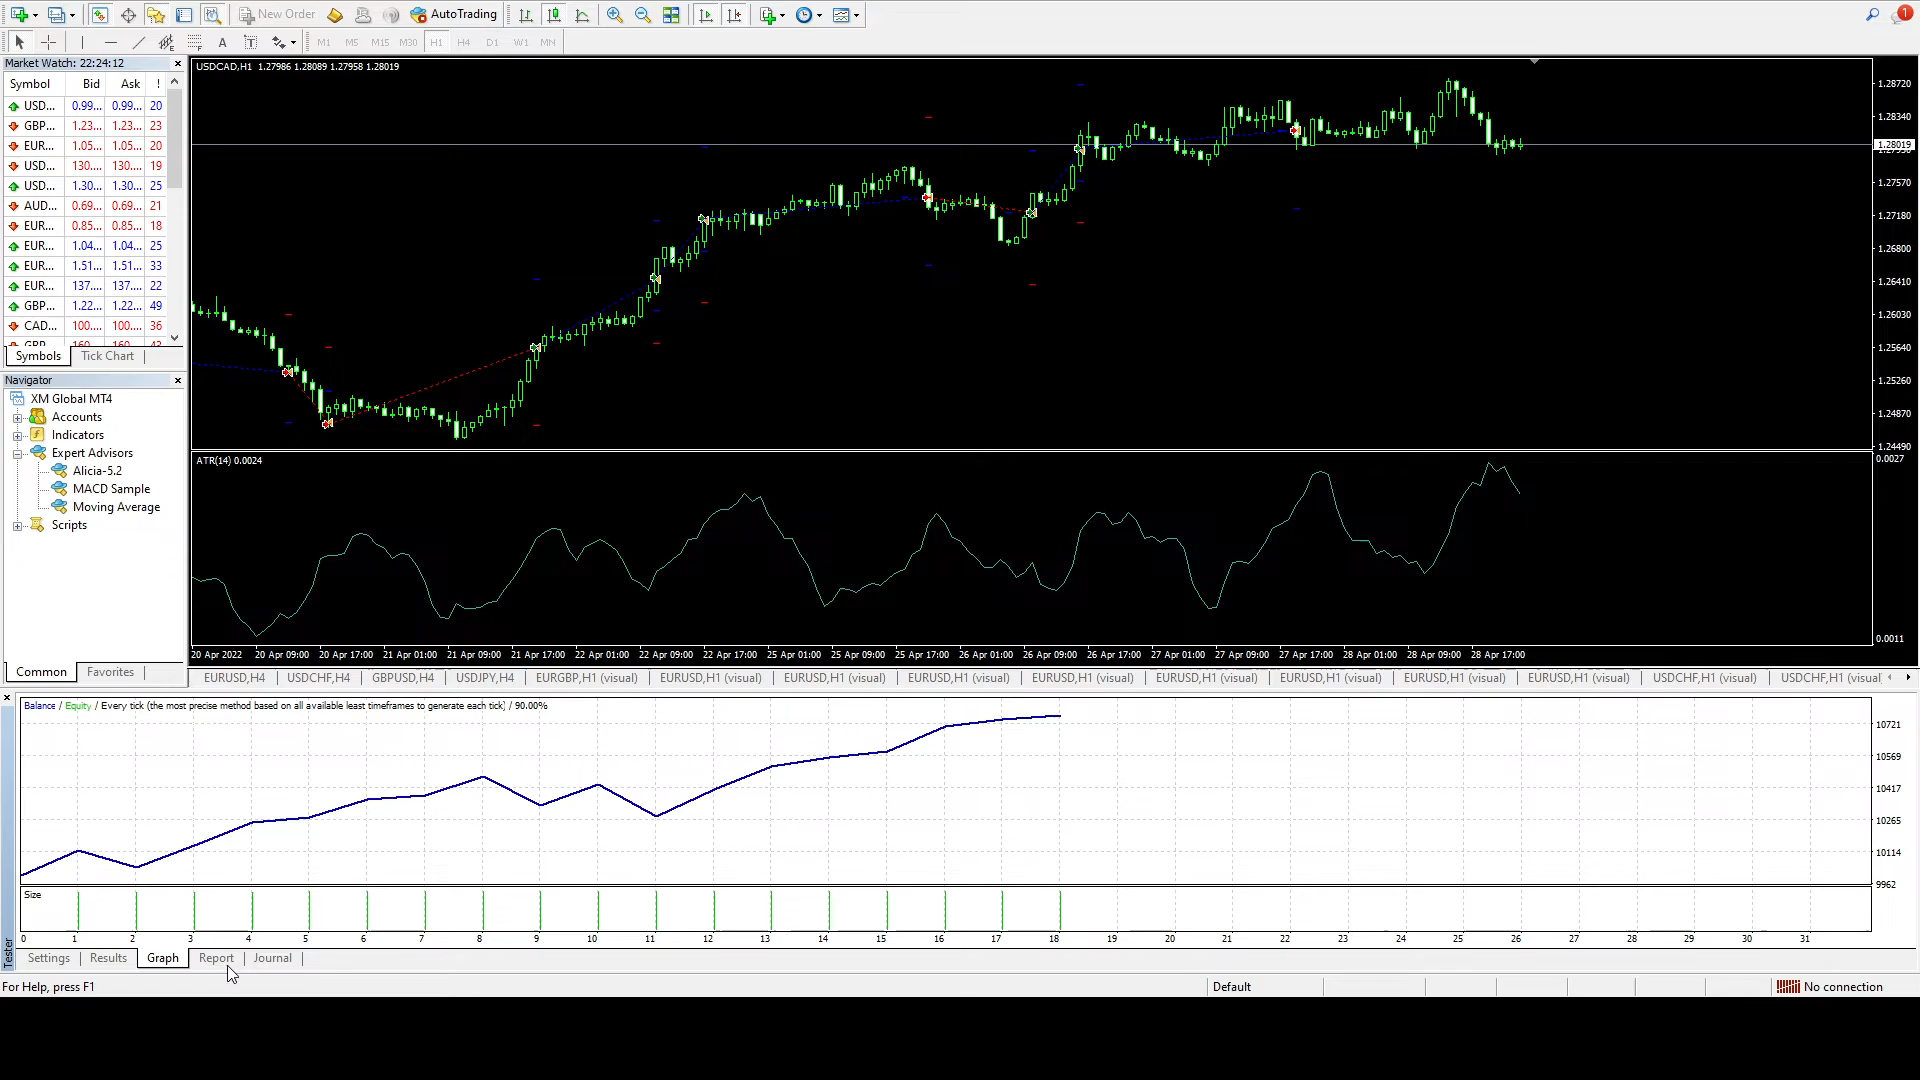 New Order
AutoTrading
1
A T
M1 M5 M15 M30 H1 H4 D1 W1 MN
Market Watch: 22:24:12
Symbol Bid Ask !
USD... 0.99... 0.99... 20
GBP... 1.23... 1.23... 23
EUR... 1.05... 1.05... 20
USD... 130.... 130.... 19
USD... 1.30... 1.30... 25
AUD... 0.69... 0.69... 21
EUR... 0.85... 0.85... 18
EUR... 1.04... 1.04... 25
EUR... 1.51... 1.51... 33
EUR... 137.... 137.... 22
GBP... 1.22... 1.22... 49
CAD... 100.... 100.... 36
Symbols Tick Chart
Navigator
XM Global MT4
Accounts
Indicators
Expert Advisors
Alicia-5.2
MACD Sample
Moving Average
Scripts
Common Favorites
USDCAD,H1 1.27986 1.28089 1.27958 1.28019
1.28720
1.28340
1.28019
1.27570
1.27180
1.26800
1.26410
1.26030
1.25640
1.25260
1.24870
1.24490
ATR(14) 0.0024
0.0027
0.0011
20 Apr 2022 20 Apr 09:00 20 Apr 17:00 21 Apr 01:00 21 Apr 09:00 21 Apr 17:00 22 Apr 01:00 22 Apr 09:00 22 Apr 17:00 25 Apr 01:00 25 Apr 09:00 25 Apr 17:00 26 Apr 01:00 26 Apr 09:00 26 Apr 17:00 27 Apr 01:00 27 Apr 09:00 27 Apr 17:00 28 Apr 01:00 28 Apr 09:00 28 Apr 17:00
EURUSD,H4 USDCHF,H4 GBPUSD,H4 USDJPY,H4 EURGBP,H1 (visual) EURUSD,H1 (visual) EURUSD,H1 (visual) EURUSD,H1 (visual) EURUSD,H1 (visual) EURUSD,H1 (visual) EURUSD,H1 (visual) EURUSD,H1 (visual) EURUSD,H1 (visual) USDCHF,H1 (visual) USDCHF,H1 (visual
Balance / Equity / Every tick (the most precise method based on all available least timeframes to generate each tick) / 90.00%
10721
10569
10417
10265
10114
9962
Size
0 1 2 3 4 5 6 7 8 9 10 11 12 13 14 15 16 17 18 19 20 21 22 23 24 25 26 27 28 29 30 31
Tester
Settings Results Graph Report Journal
For Help, press F1
Default
No connection